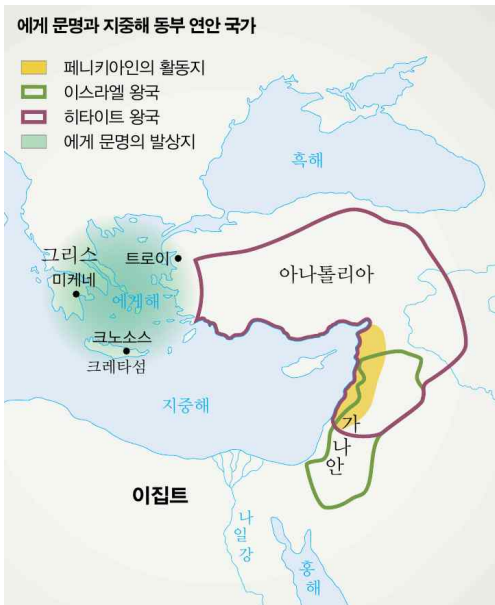 에게 문명과 지중해 동부 연안 국가
페니키아인의 활동지
이스라엘 왕국
히타이트 왕국
에게 문명의 발상지
흑해
그리스
트로이
미케네
에게해
아나톨리아
크노소스
크레타섬
지중해
가
나
안
이집트
나
일
강
홍
해